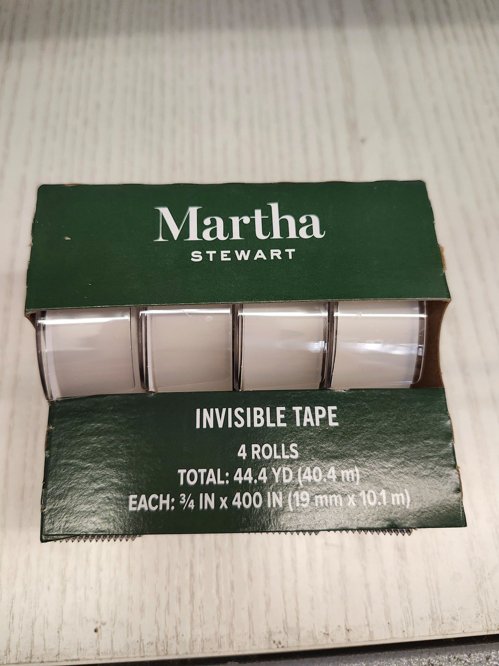 Martha
STEWART
INVISIBLE TAPE
4 ROLLS
TOTAL: 44.4 YD (40.4 m)
EACH: ¾ IN x 400 IN (19 mm x 10.1 m)